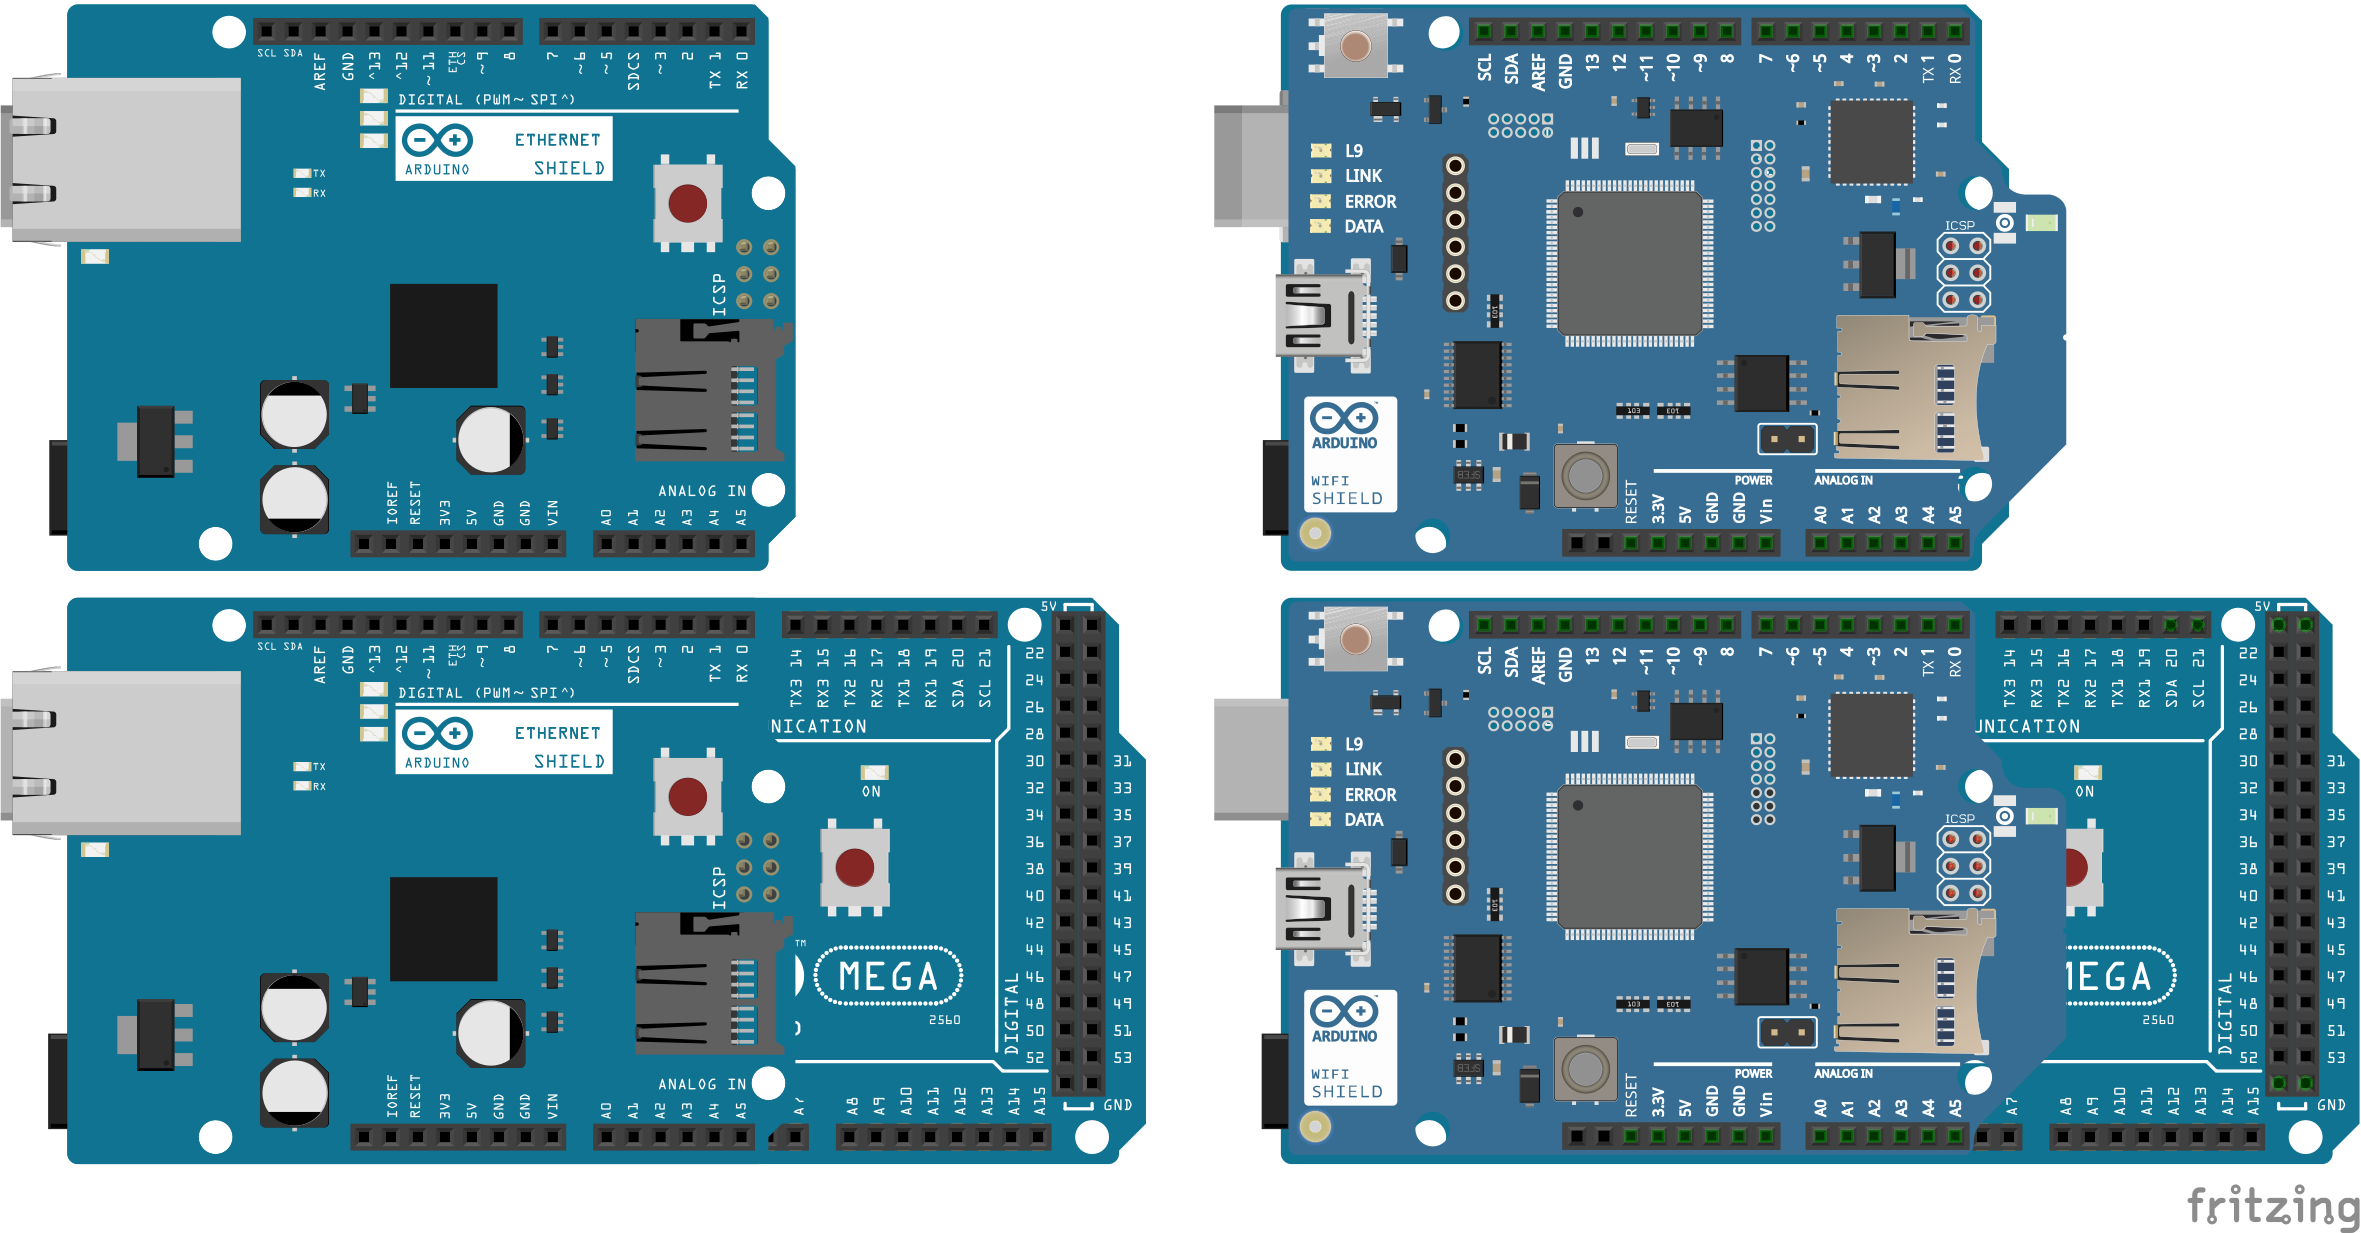 SCL SDA AREF GND ^13 ^12 ~11 ETH CS ~9 8 7 ~6 ~5 SDCS ~3 2 TX 1 RX 0
DIGITAL (PWM~ SPI^)
ARDUINO
ETHERNET
SHIELD
TX
RX
ICSP
ANALOG IN
IOREF RESET 3V3 5V GND GND VIN A0 A1 A2 A3 A4 A5
SCL SDA AREF GND 13 12 ~11 ~10 ~9 8 7 ~6 ~5 4 ~3 2 TX 1 RX 0
L9
LINK
ERROR
DATA
ICSP
103
103 103
ARDUINO
WIFI
SHIELD
POWER
ANALOG IN
RESET 3.3V 5V GND GND Vin A0 A1 A2 A3 A4 A5
SCL SDA AREF GND ^13 ^12 ~11 ETH CS ~9 8 7 ~6 ~5 SDCS ~3 2 TX 1 RX 0
TX3 14 RX3 15 TX2 16 RX2 17 TX1 18 RX1 19 SDA 20 SCL 21
5V
DIGITAL (PWM~ SPI^)
ARDUINO
ETHERNET
SHIELD
TX
RX
NICATION
ON
22
24
26
28
30 31
32 33
34 35
36 37
38 39
40 41
42 43
44 45
46 47
48 49
50 51
52 53
ICSP
TM
MEGA
2560
DIGITAL
ANALOG IN
IOREF RESET 3V3 5V GND GND VIN A0 A1 A2 A3 A4 A5 A7 A8 A9 A10 A11 A12 A13 A14 A15
GND
SCL SDA AREF GND 13 12 ~11 ~10 ~9 8 7 ~6 ~5 4 ~3 2 TX 1 RX 0
TX3 14 RX3 15 TX2 16 RX2 17 TX1 18 RX1 19 SDA 20 SCL 21
5V
L9
LINK
ERROR
DATA
UNICATION
ON
22
24
26
28
30 31
32 33
34 35
36 37
38 39
40 41
42 43
44 45
46 47
48 49
50 51
52 53
ICSP
103
103 103
MEGA
2560
DIGITAL
ARDUINO
WIFI
SHIELD
POWER
ANALOG IN
RESET 3.3V 5V GND GND Vin A0 A1 A2 A3 A4 A5 A7 A8 A9 A10 A11 A12 A13 A14 A15
GND
fritzing